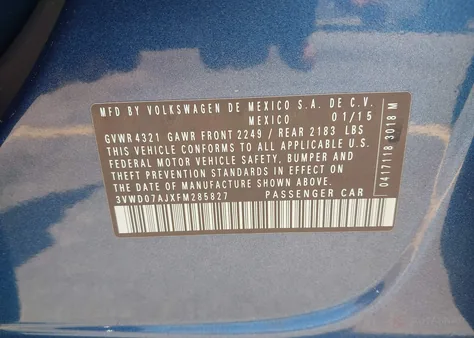 MFD BY VOLKSWAGEN DE MEXICO S.A. DE C.V.
MEXICO 01/15
GVWR 4321 GAWR FRONT 2249 / REAR 2183 LBS
THIS VEHICLE CONFORMS TO ALL APPLICABLE U.S.
FEDERAL MOTOR VEHICLE SAFETY, BUMPER AND
THEFT PREVENTION STANDARDS IN EFFECT ON
THE DATE OF MANUFACTURE SHOWN ABOVE.
3VWD07AJXFM285827 PASSENGER CAR
0417118 3018 M